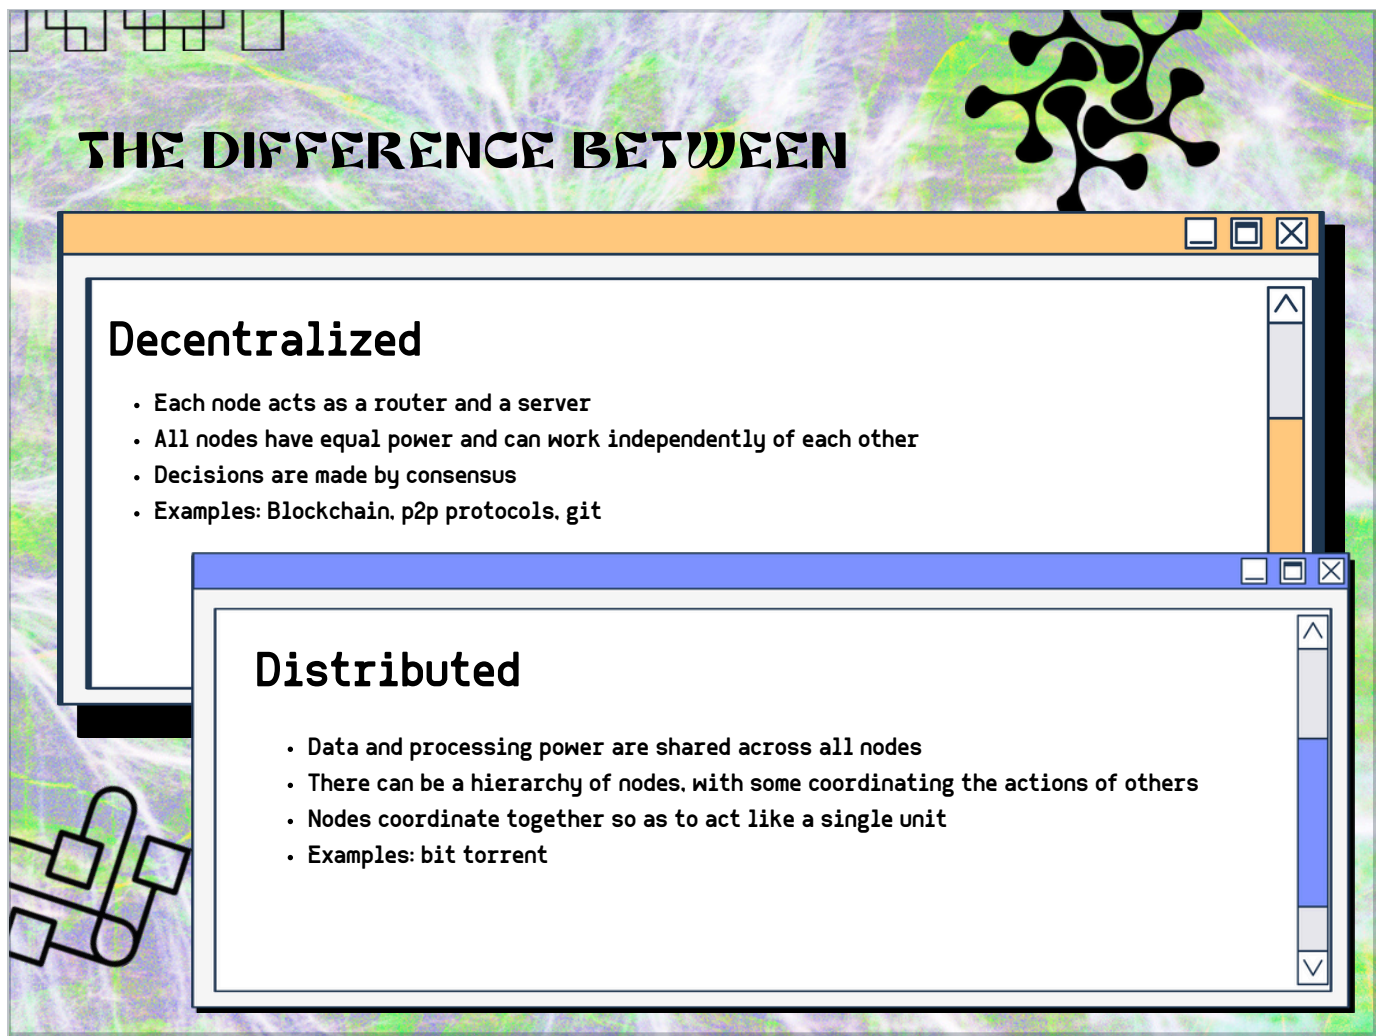 THE DIFFERENCE BETWEEN
Decentralized
• Each node acts as a router and a server
• All nodes have equal power and can work independently of each other
• Decisions are made by consensus
• Examples: Blockchain, p2p protocols, git
Distributed
• Data and processing power are shared across all nodes
• There can be a hierarchy of nodes, with some coordinating the actions of others
• Nodes coordinate together so as to act like a single unit
• Examples: bit torrent